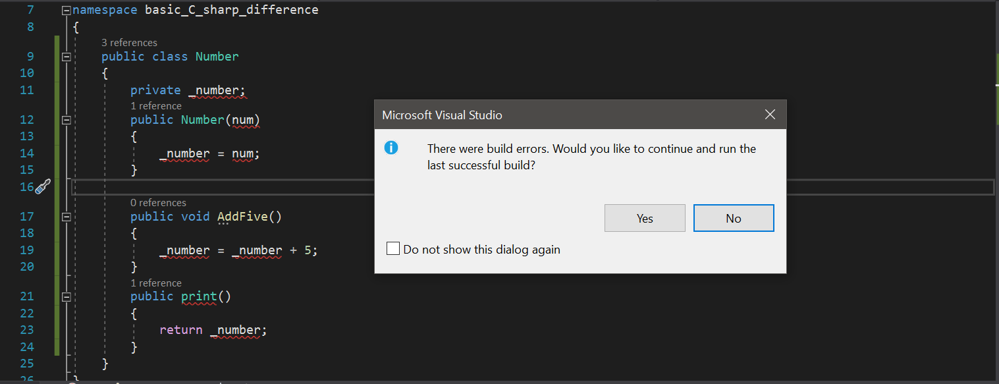 7 namespace basic_C_sharp_difference
8 {
3 references
9 public class Number
10 {
11 private _number;
1 reference
12 public Number(num)
13 {
14 _number = num;
15 }
16
0 references
17 public void AddFive()
18 {
19 _number = _number + 5;
20 }
1 reference
21 public print()
22 {
23 return _number;
24 }
25 }
26 }
Microsoft Visual Studio
There were build errors. Would you like to continue and run the
last successful build?
Yes No
Do not show this dialog again